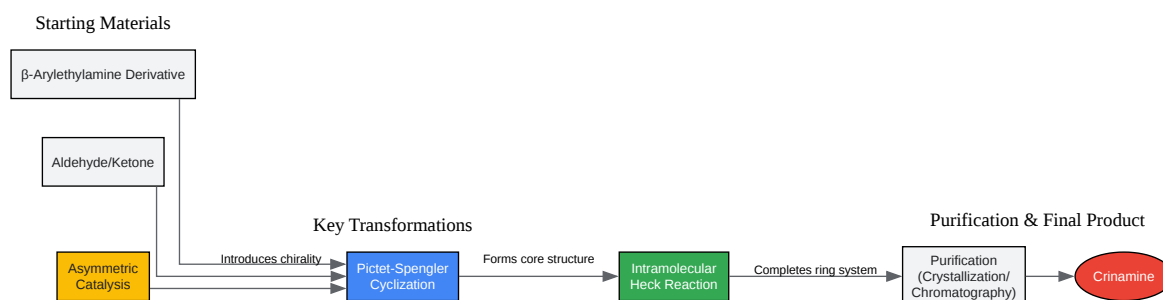 Starting Materials
β-Arylethylamine Derivative
Aldehyde/Ketone
Key Transformations
Purification & Final Product
Asymmetric
Catalysis
Introduces chirality
Pictet-Spengler
Cyclization
Forms core structure
Intramolecular
Heck Reaction
Completes ring system
Purification
(Crystallization/
Chromatography)
Crinamine